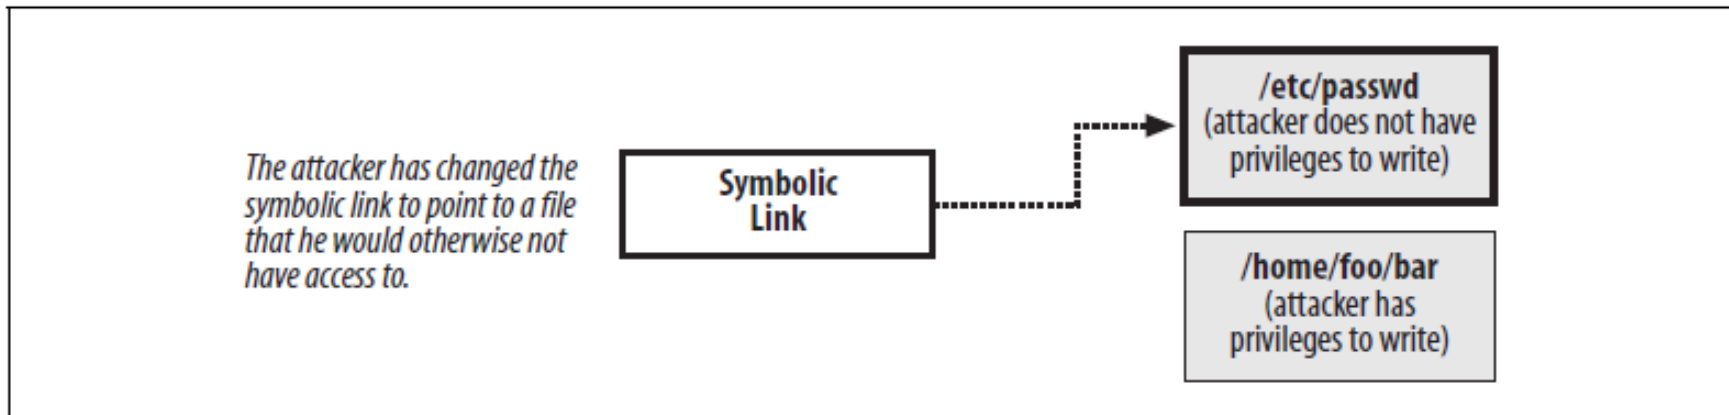 The attacker has changed the
symbolic link to point to a file
that he would otherwise not
have access to.
Symbolic
Link
/etc/passwd
(attacker does not have
privileges to write)
/home/foo/bar
(attacker has
privileges to write)